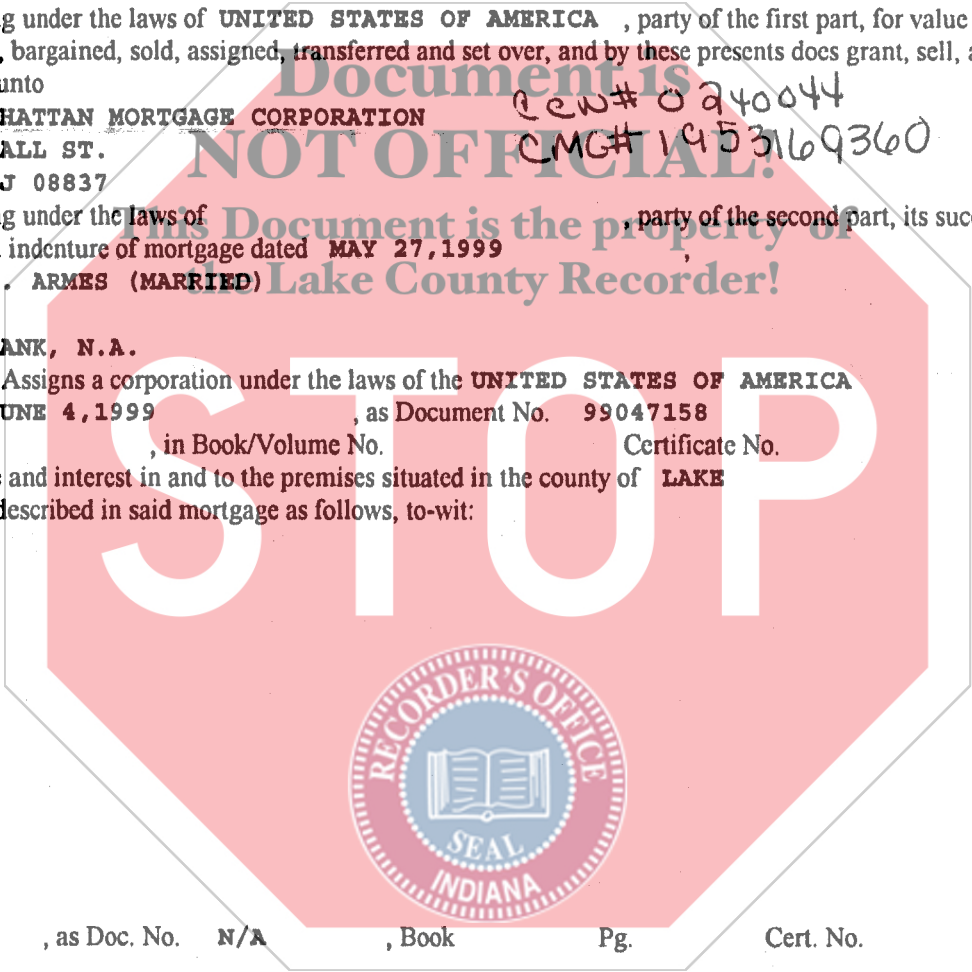 g under the laws of UNITED STATES OF AMERICA , party of the first part, for value
, bargained, sold, assigned, transferred and set over, and by these presents does grant, sell, a
unto
Document is
HATTAN MORTGAGE CORPORATION
CCW# 0240044
ALL ST.
NOT OFFICIAL!
CMG# 1953169360
J 08837
g under the laws of , party of the second part, its succ
This Document is the property of
indenture of mortgage dated MAY 27,1999 ,
. ARMES (MARRIED)
the Lake County Recorder!
ANK, N.A.
Assigns a corporation under the laws of the UNITED STATES OF AMERICA
UNE 4,1999 , as Document No. 99047158
, in Book/Volume No. Certificate No.
and interest in and to the premises situated in the county of LAKE
described in said mortgage as follows, to-wit:
STOP
RECORDER'S OFFICE
SEAL
INDIANA
, as Doc. No. N/A , Book Pg. Cert. No.